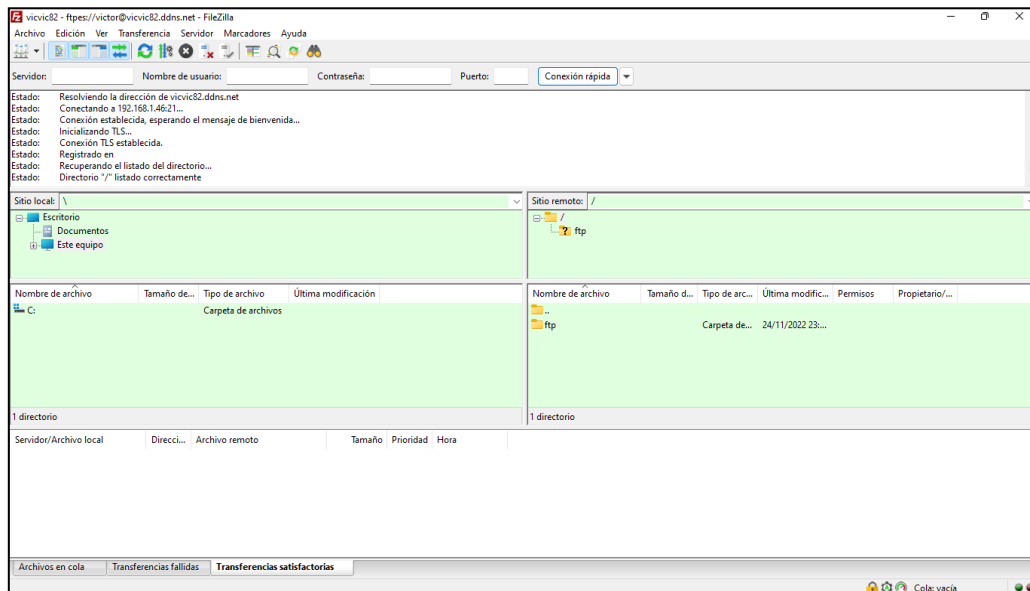 vicvic82 - ftpes://victor@vicvic82.ddns.net - FileZilla
Archivo Edición Ver Transferencia Servidor Marcadores Ayuda
Servidor: Nombre de usuario: Contraseña: Puerto: Conexión rápida
Estado: Resolviendo la dirección de vicvic82.ddns.net
Estado: Conectando a 192.168.1.46:21...
Estado: Conexión establecida, esperando el mensaje de bienvenida...
Estado: Inicializando TLS...
Estado: Conexión TLS establecida.
Estado: Registrado en
Estado: Recuperando el listado del directorio...
Estado: Directorio "/" listado correctamente
Sitio local: \
Escritorio
Documentos
Este equipo
Nombre de archivo Tamaño de... Tipo de archivo Última modificación
C: Carpeta de archivos
1 directorio
Sitio remoto: /
/
ftp
Nombre de archivo Tamaño d... Tipo de arc... Última modific... Permisos Propietario/...
..
ftp Carpeta de... 24/11/2022 23:...
1 directorio
Servidor/Archivo local Direcci... Archivo remoto Tamaño Prioridad Hora
Archivos en cola Transferencias fallidas Transferencias satisfactorias
Cola: vacía